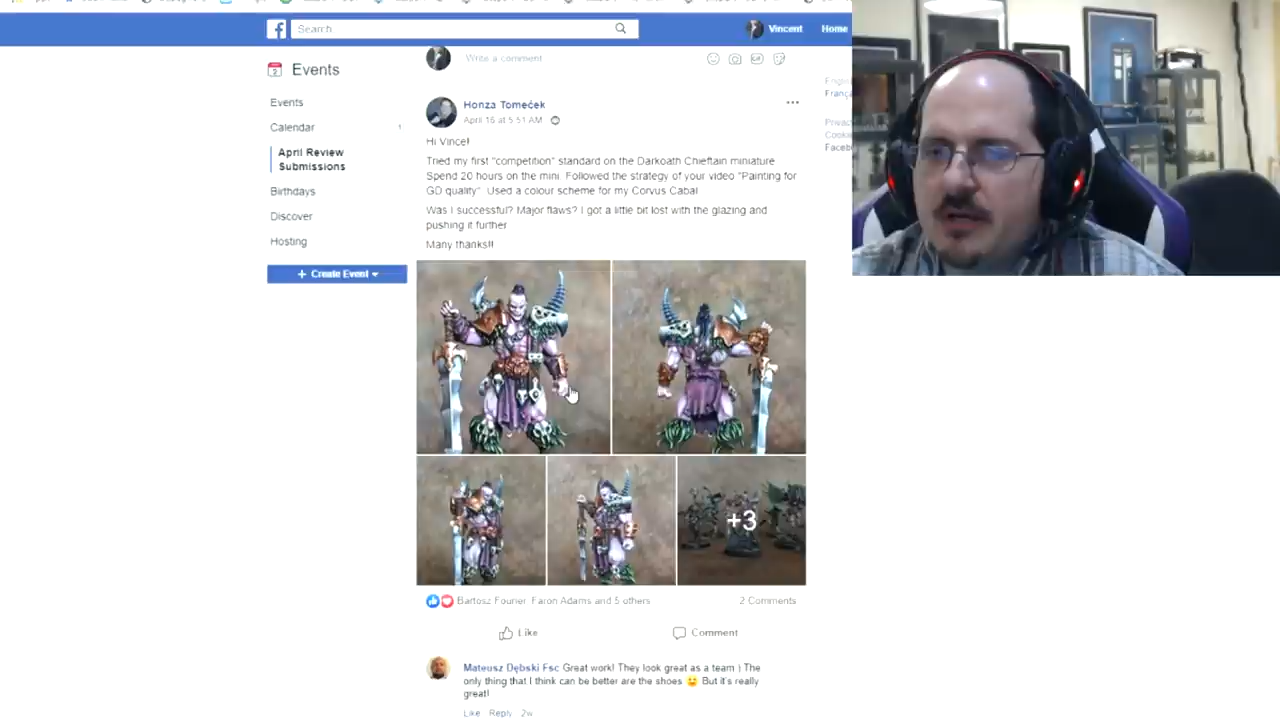 Search
Vincent
Home
Events
Write a comment
Events
Calendar
1
April Review
Submissions
Birthdays
Discover
Hosting
+ Create Event
Honza Tomeček
April 16 at 5:51 AM
Hi Vince!
Tried my first "competition" standard on the Darkoath Chieftain miniature
Spend 20 hours on the mini. Followed the strategy of your video "Painting for
GD quality" Used a colour scheme for my Corvus Cabal
Was I successful? Major flaws? I got a little bit lost with the glazing and
pushing it further
Many thanks!!
+3
Bartosz Fourier, Faron Adams and 5 others
2 Comments
Like
Comment
Mateusz Dębski Fsc Great work! They look great as a team ) The
only thing that I think can be better are the shoes 😀 But it's really
great!
Like Reply 2w
França
Privac
Cooki
Faceb